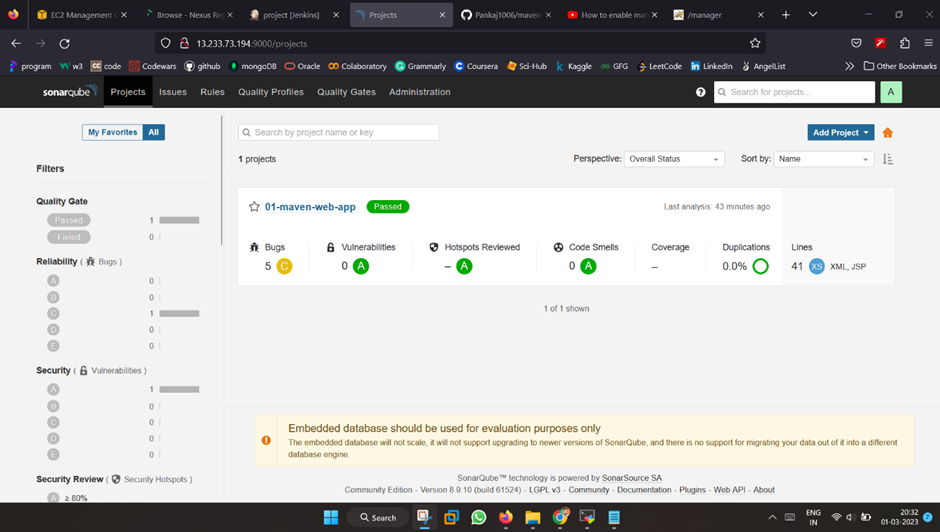 EC2 Management C
Browse - Nexus Rep
project [Jenkins]
Projects
Pankaj1006/maven-
How to enable man
/manager
13.233.73.194:9000/projects
program
w3
code
Codewars
github
mongoDB
Oracle
Colaboratory
Grammarly
Coursera
Sci-Hub
Kaggle
GFG
LeetCode
LinkedIn
AngelList
Other Bookmarks
sonarqube
Projects
Issues
Rules
Quality Profiles
Quality Gates
Administration
Search for projects...
A
My Favorites
All
Search by project name or key
Add Project
1 projects
Perspective:
Overall Status
Sort by:
Name
Filters
Quality Gate
Passed 1
Failed 0
Reliability ( Bugs )
A 0
B 0
C 1
D 0
E 0
Security ( Vulnerabilities )
A 1
B 0
C 0
D 0
E 0
Security Review ( Security Hotspots )
A ≥ 80%
01-maven-web-app
Passed
Last analysis: 43 minutes ago
Bugs
Vulnerabilities
Hotspots Reviewed
Code Smells
Coverage
Duplications
Lines
5 C
0 A
– A
0 A
–
0.0%
41 XS XML, JSP
1 of 1 shown
Embedded database should be used for evaluation purposes only
The embedded database will not scale, it will not support upgrading to newer versions of SonarQube, and there is no support for migrating your data out of it into a different
database engine.
SonarQube™ technology is powered by SonarSource SA
Community Edition - Version 8.9.10 (build 61524) - LGPL v3 - Community - Documentation - Plugins - Web API - About
Search
ENG
IN
20:32
01-03-2023